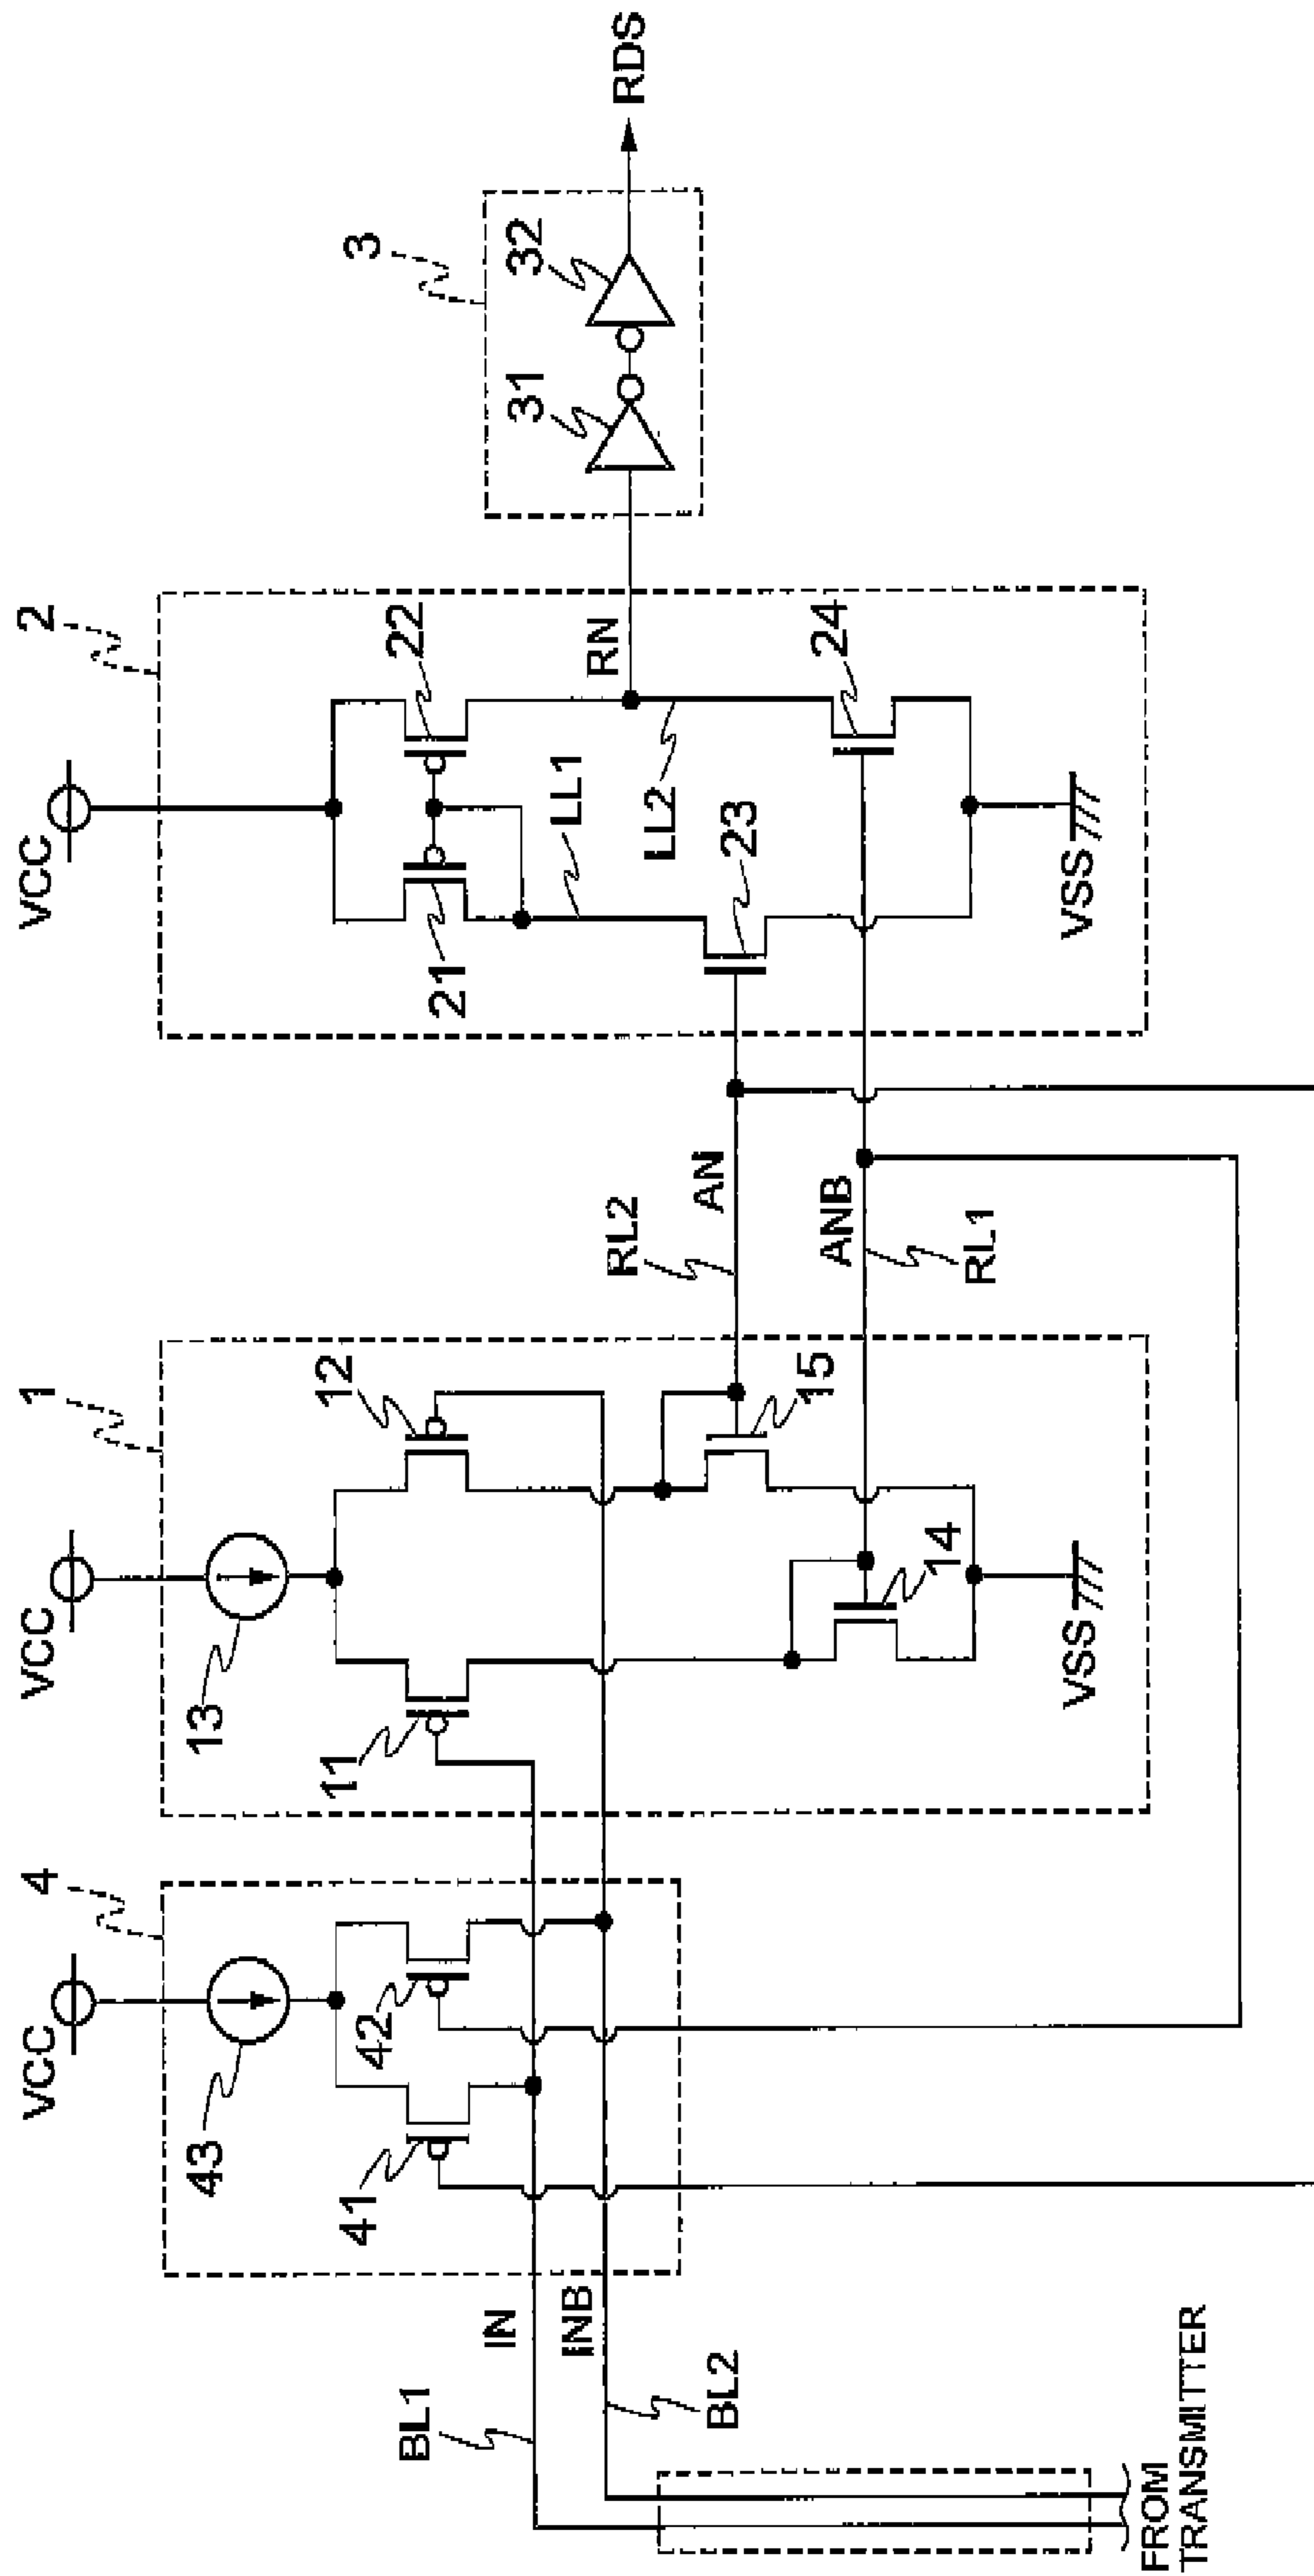 VCC
VCC
VCC
4
1
2
3
43
13
41
42
11
12
21
22
31
32
RDS
LL1
RN
LL2
23
24
IN
INB
BL1
BL2
14
15
RL2
AN
ANB
RL1
VSS
VSS
FROM
TRANSMITTER